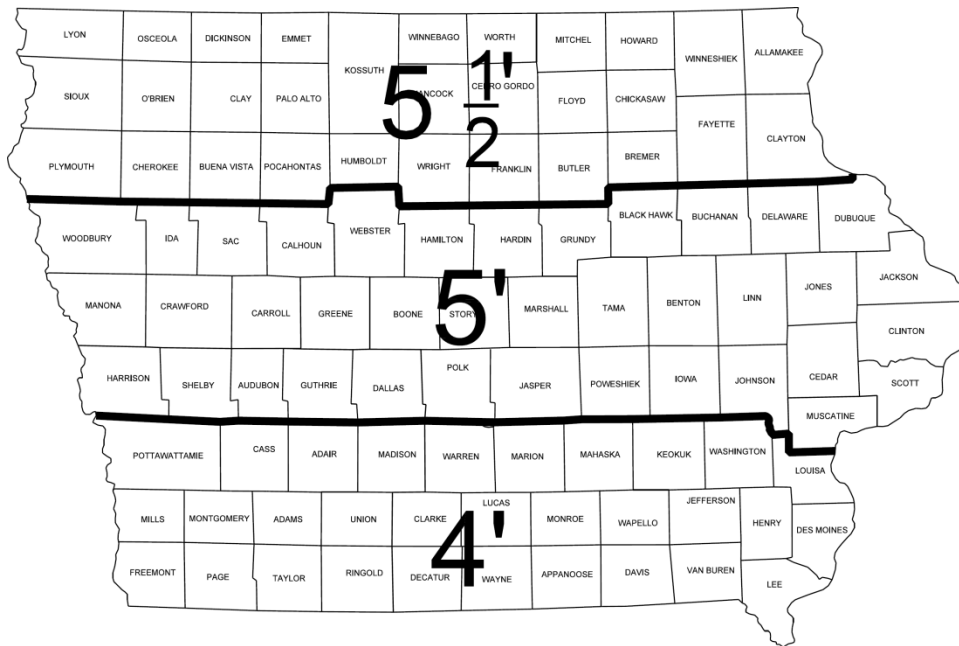 LYON OSCEOLA DICKINSON EMMET WINNEBAGO WORTH MITCHEL HOWARD
WINNESHIEK ALLAMAKEE
KOSSUTH
SIOUX O'BRIEN CLAY PALO ALTO HANCOCK CERRO GORDO FLOYD CHICKASAW
5 1/2'
FAYETTE CLAYTON
PLYMOUTH CHEROKEE BUENA VISTA POCAHONTAS HUMBOLDT WRIGHT FRANKLIN BUTLER BREMER
WOODBURY IDA SAC CALHOUN WEBSTER HAMILTON HARDIN GRUNDY BLACK HAWK BUCHANAN DELAWARE DUBUQUE
MANONA CRAWFORD CARROLL GREENE BOONE STORY MARSHALL TAMA BENTON LINN JONES JACKSON
5'
CLINTON
HARRISON SHELBY AUDUBON GUTHRIE DALLAS POLK JASPER POWESHIEK IOWA JOHNSON CEDAR SCOTT
MUSCATINE
POTTAWATTAMIE CASS ADAIR MADISON WARREN MARION MAHASKA KEOKUK WASHINGTON LOUISA
MILLS MONTGOMERY ADAMS UNION CLARKE LUCAS MONROE WAPELLO JEFFERSON HENRY DES MOINES
4'
FREEMONT PAGE TAYLOR RINGOLD DECATUR WAYNE APPANOOSE DAVIS VAN BUREN LEE